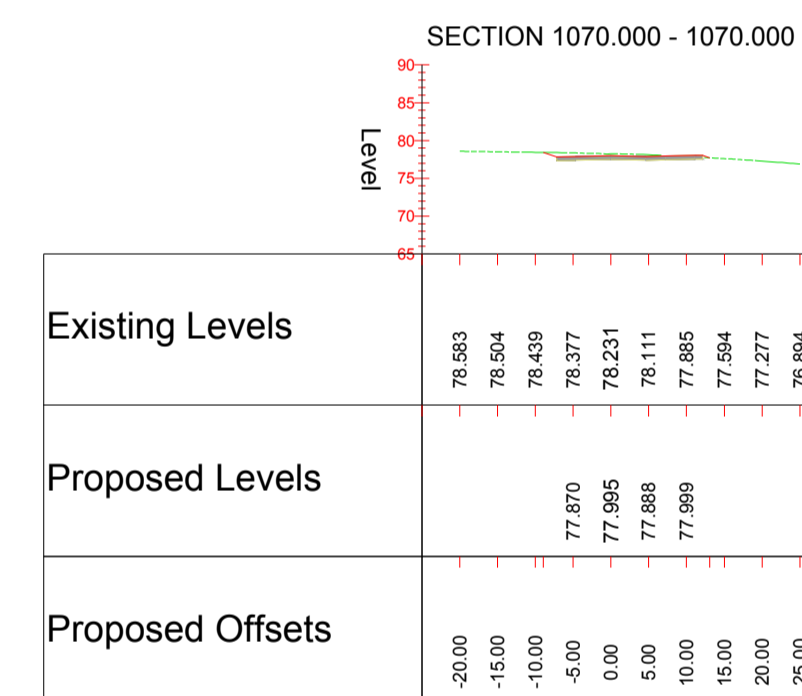 SECTION 1070.000 - 1070.000
90
85
80
75
70
65
Level
Existing Levels
78.583 78.504 78.439 78.377 78.231 78.111 77.885 77.594 77.277
Proposed Levels
77.870 77.995 77.888 77.999
Proposed Offsets
-20.00 -15.00 -10.00 -5.00 0.00 5.00 10.00 15.00 20.00